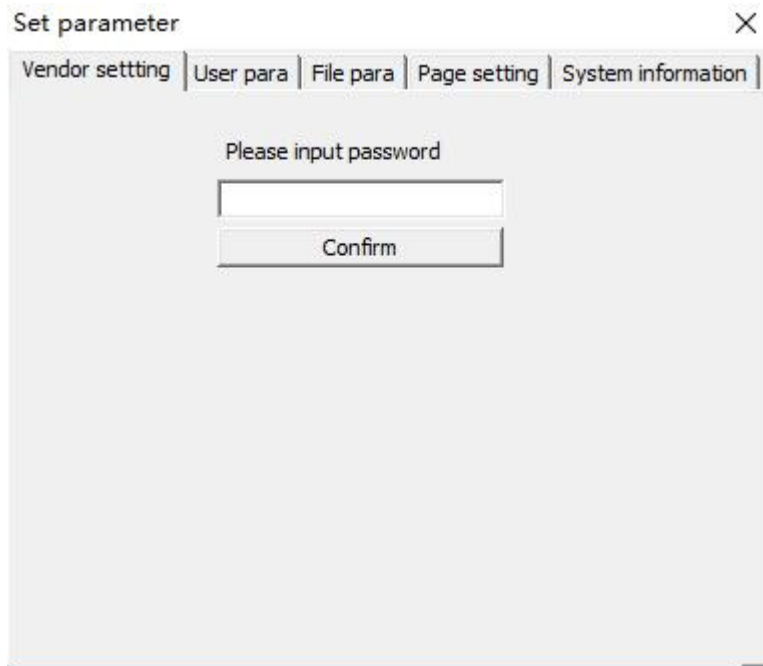 Set parameter
Vendor settting User para File para Page setting System information
Please input password
Confirm